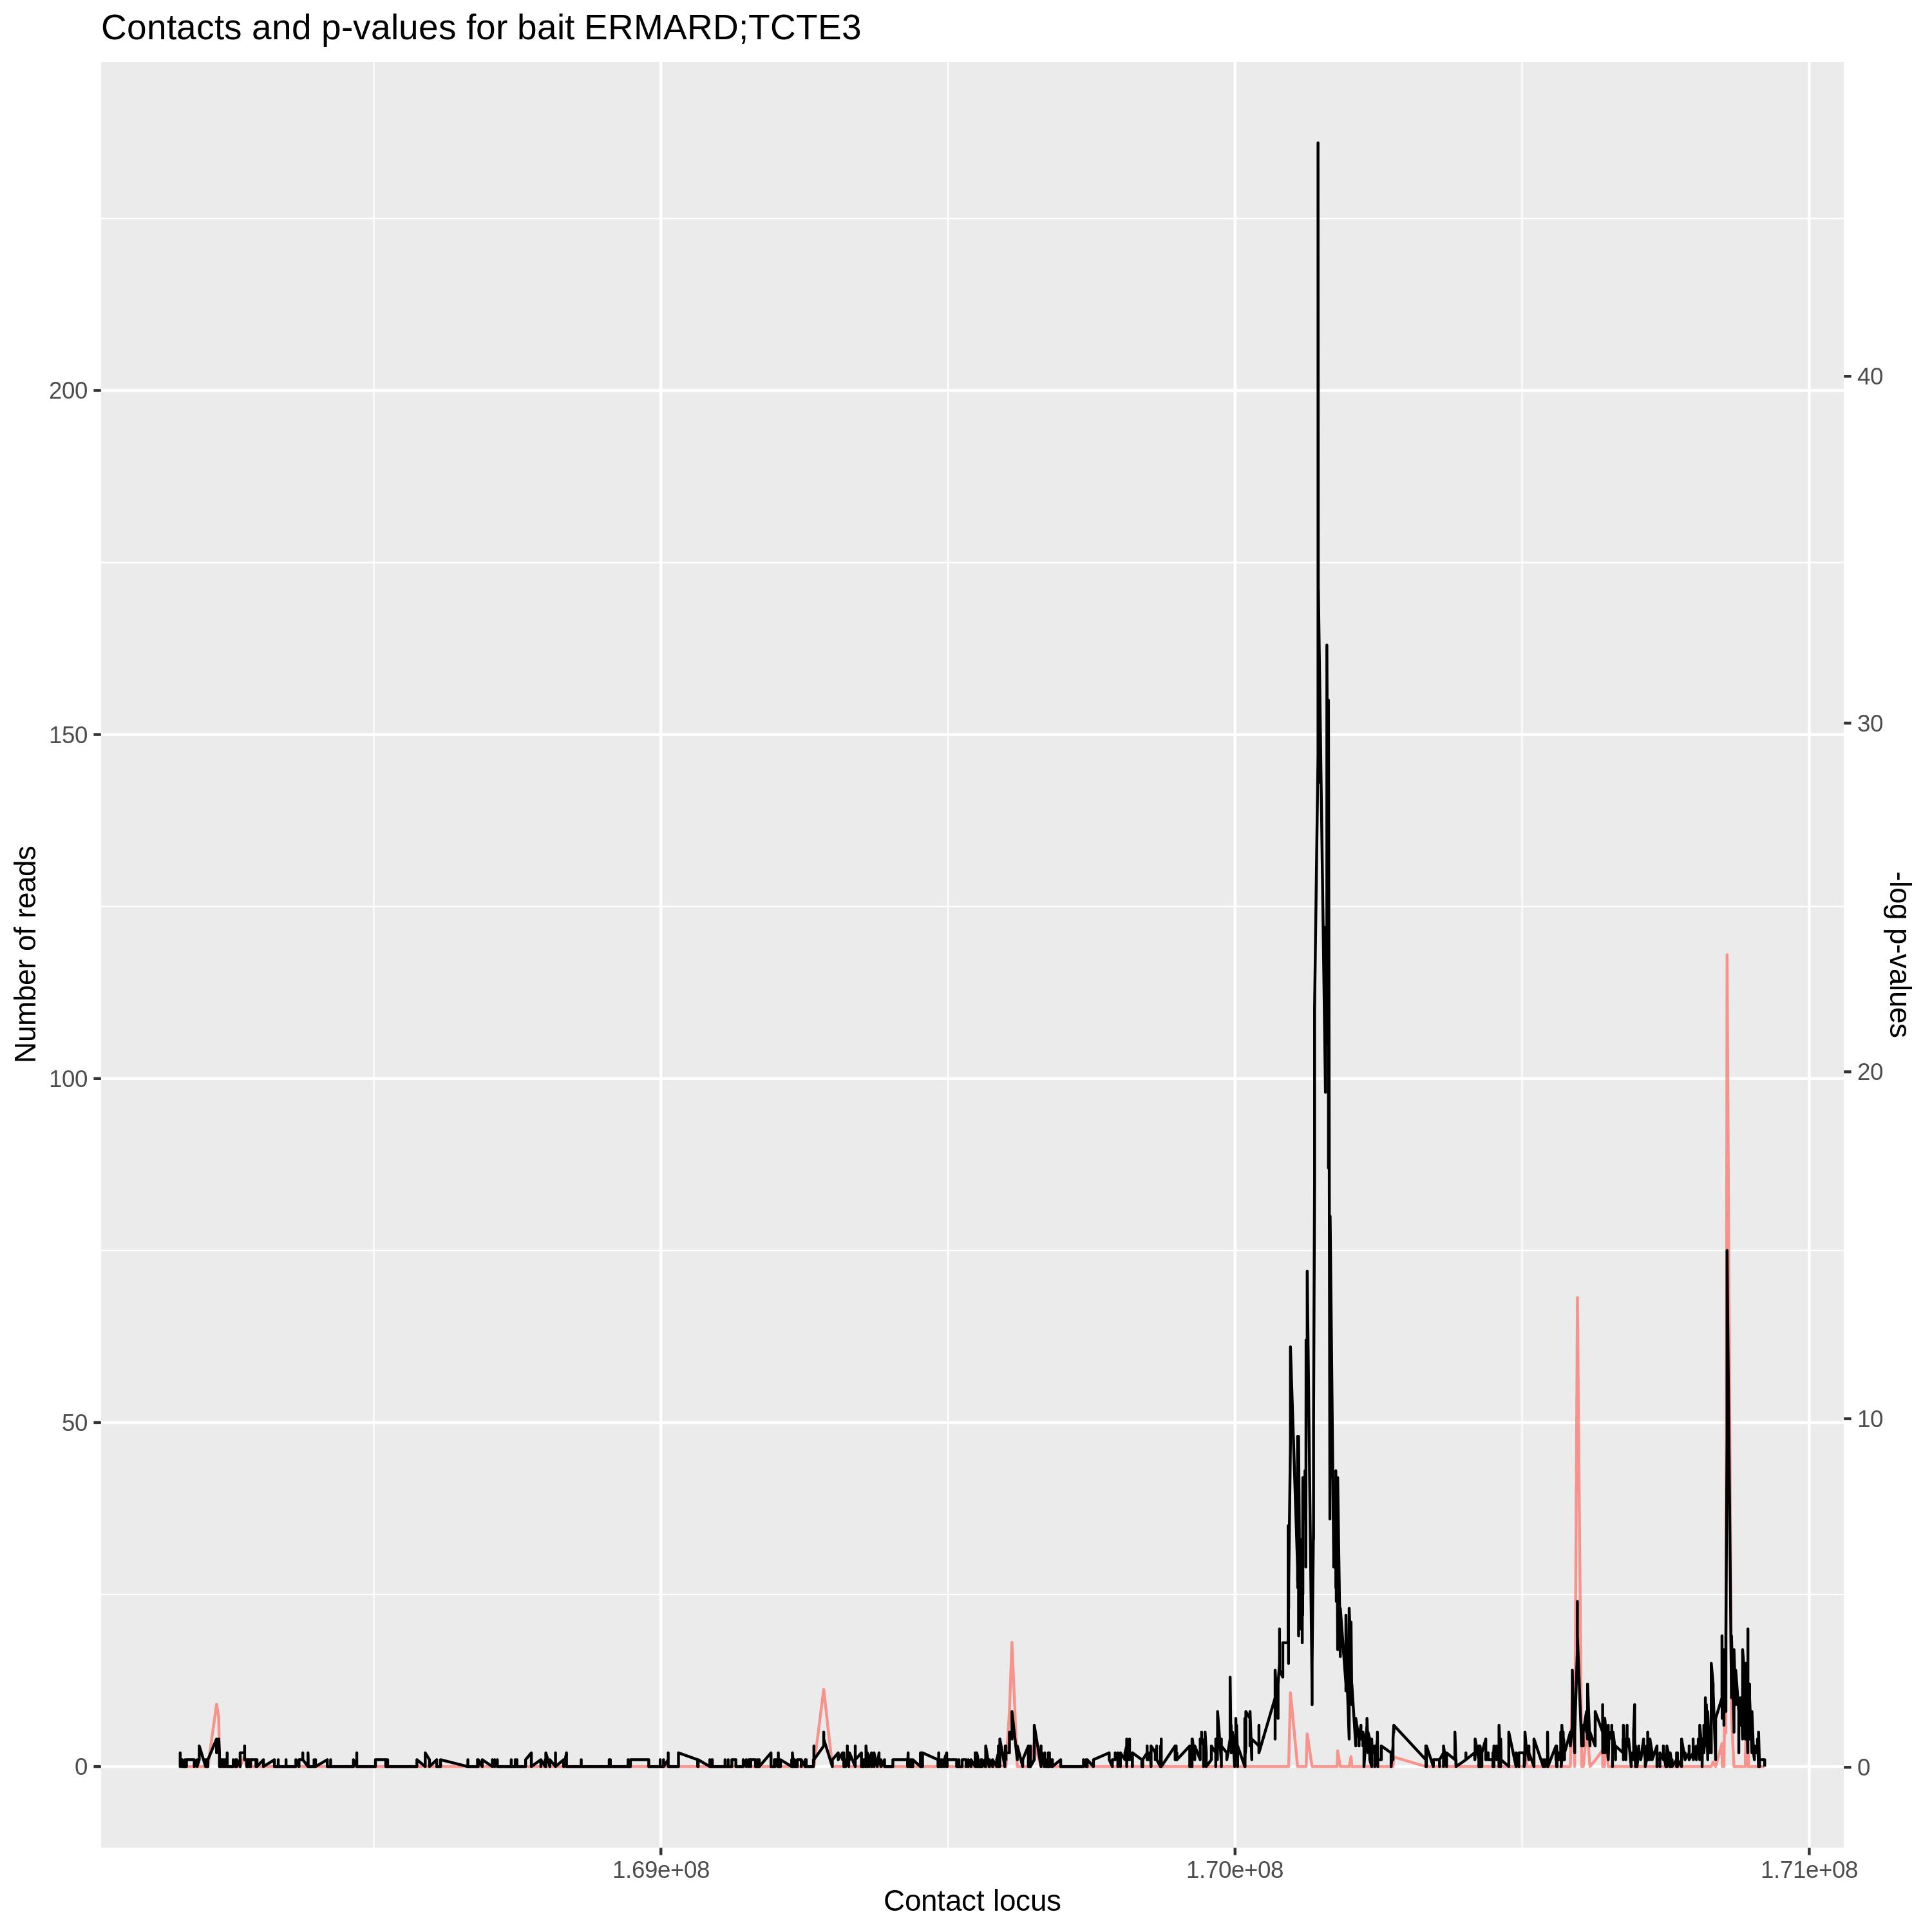 Contacts and p-values for bait ERMARD;TCTE3
Number of reads
200
150
100
50
0
40
30
20
10
0
-log p-values
1.69e+08
1.70e+08
1.71e+08
Contact locus